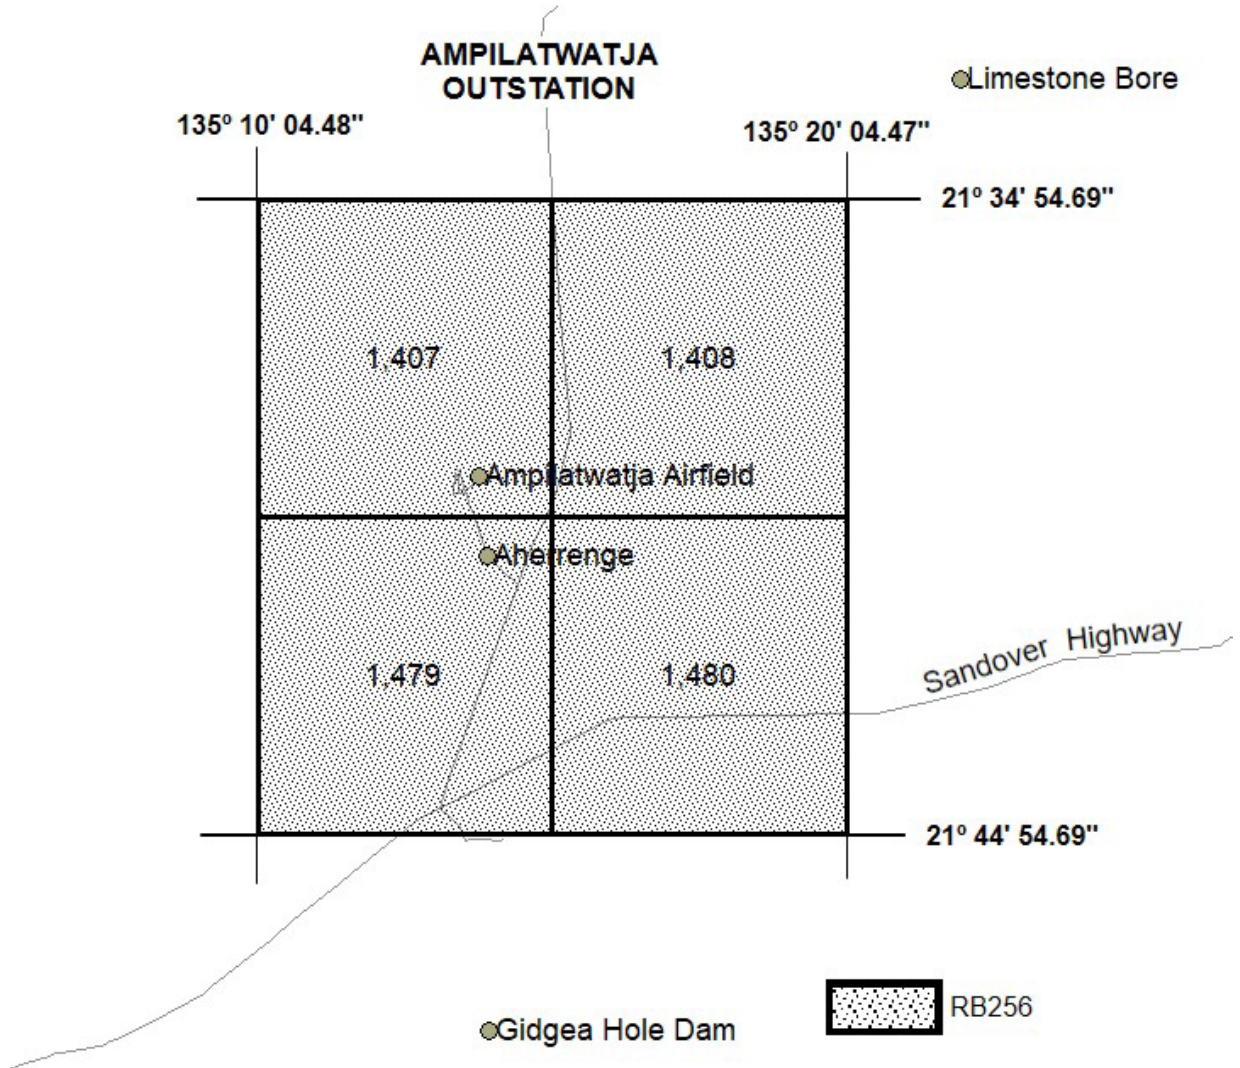 AMPILATWATJA
OUTSTATION
Limestone Bore
135º 10' 04.48"
135º 20' 04.47"
21º 34' 54.69"
1,407
1,408
Ampilatwatja Airfield
Aherrenge
1,479
1,480
Sandover Highway
21º 44' 54.69"
RB256
Gidgea Hole Dam